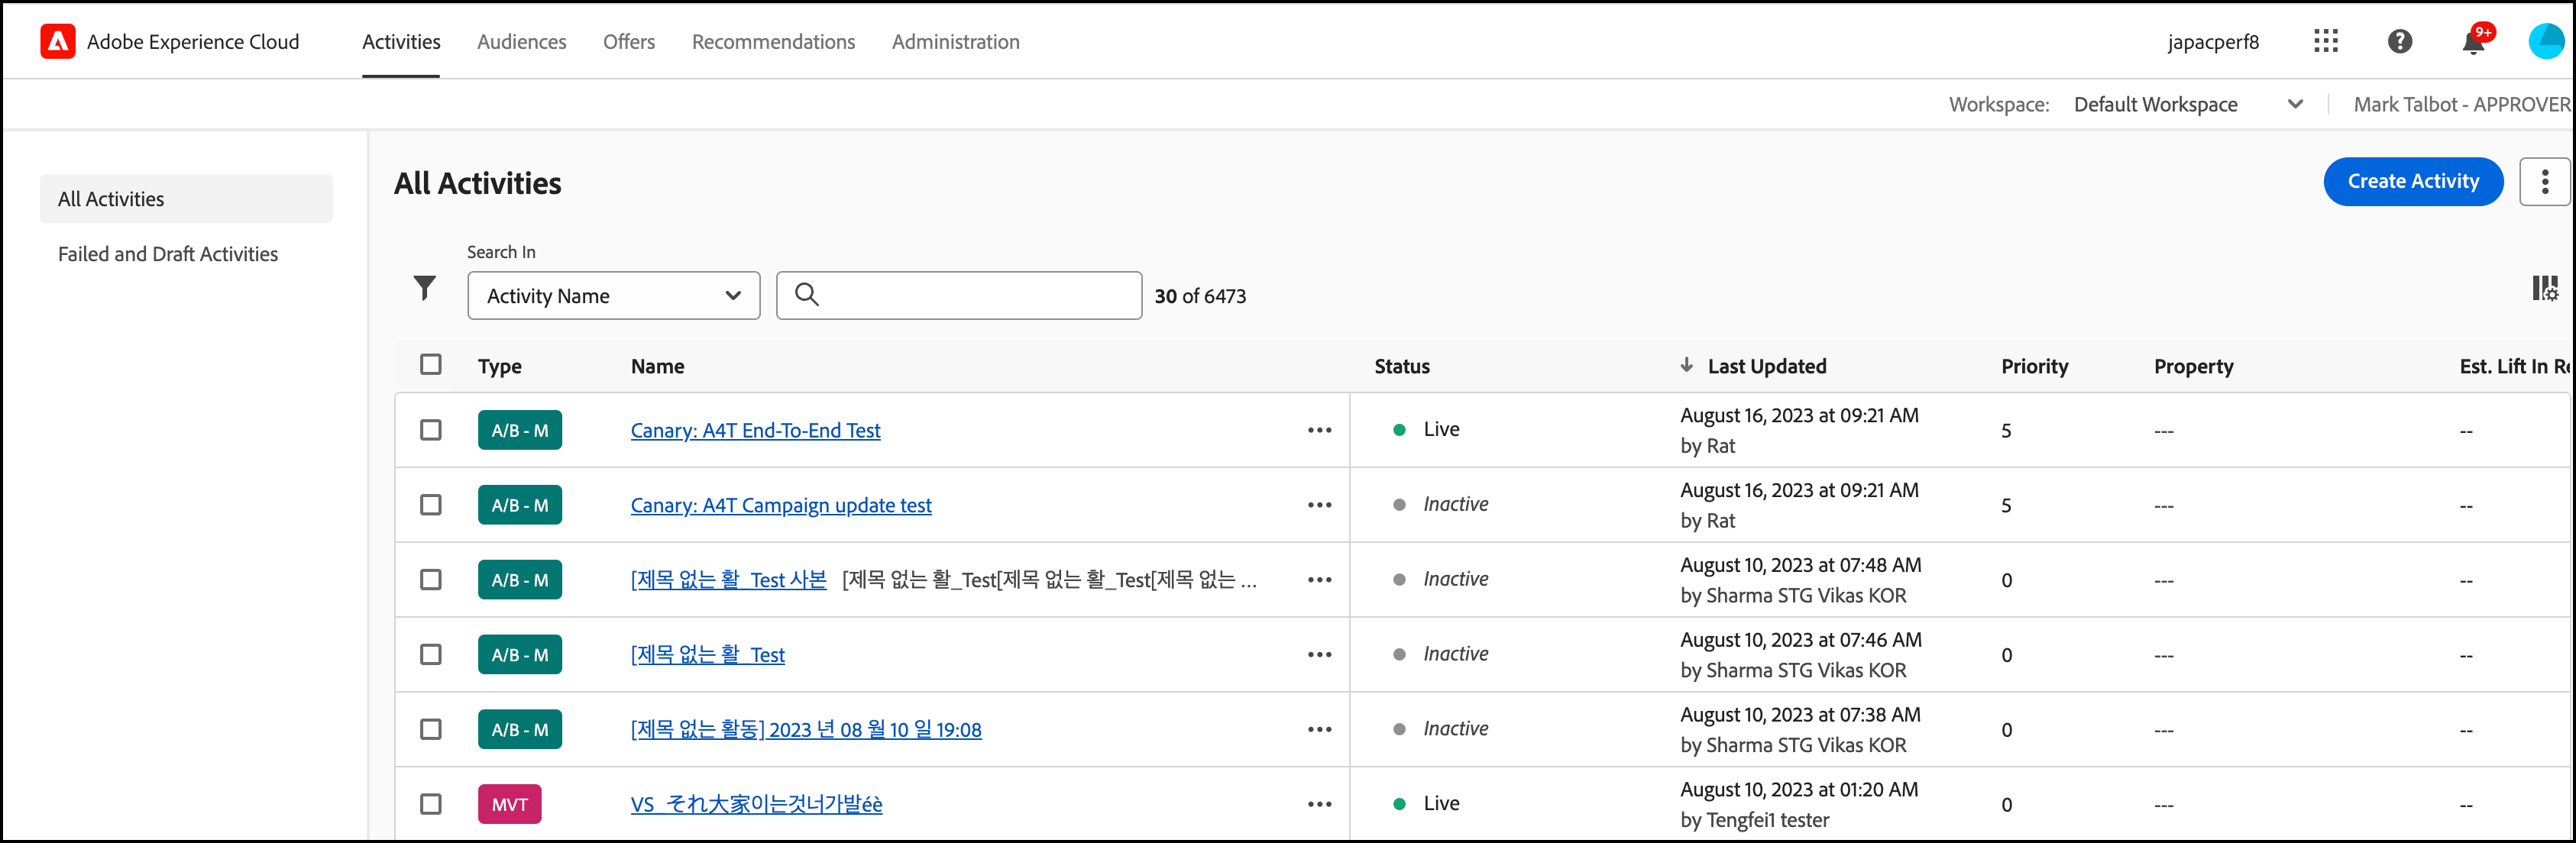 Adobe Experience Cloud Activities Audiences Offers Recommendations Administration japacperf8 9+
Workspace: Default Workspace Mark Talbot - APPROVER
All Activities
Failed and Draft Activities
All Activities Create Activity
Search In
Activity Name 30 of 6473
Type Name Status Last Updated Priority Property Est. Lift In Re
A/B - M Canary: A4T End-To-End Test ••• Live August 16, 2023 at 09:21 AM 5 --- --
by Rat
A/B - M Canary: A4T Campaign update test ••• Inactive August 16, 2023 at 09:21 AM 5 --- --
by Rat
A/B - M [제목 없는 활_Test 사본 [제목 없는 활_Test[제목 없는 활_Test[제목 없는 ... ••• Inactive August 10, 2023 at 07:48 AM 0 --- --
by Sharma STG Vikas KOR
A/B - M [제목 없는 활_Test ••• Inactive August 10, 2023 at 07:46 AM 0 --- --
by Sharma STG Vikas KOR
A/B - M [제목 없는 활동] 2023 년 08 월 10 일 19:08 ••• Inactive August 10, 2023 at 07:38 AM 0 --- --
by Sharma STG Vikas KOR
MVT VS_それ大家이는것너가발éè ••• Live August 10, 2023 at 01:20 AM 0 --- --
by Tengfei1 tester